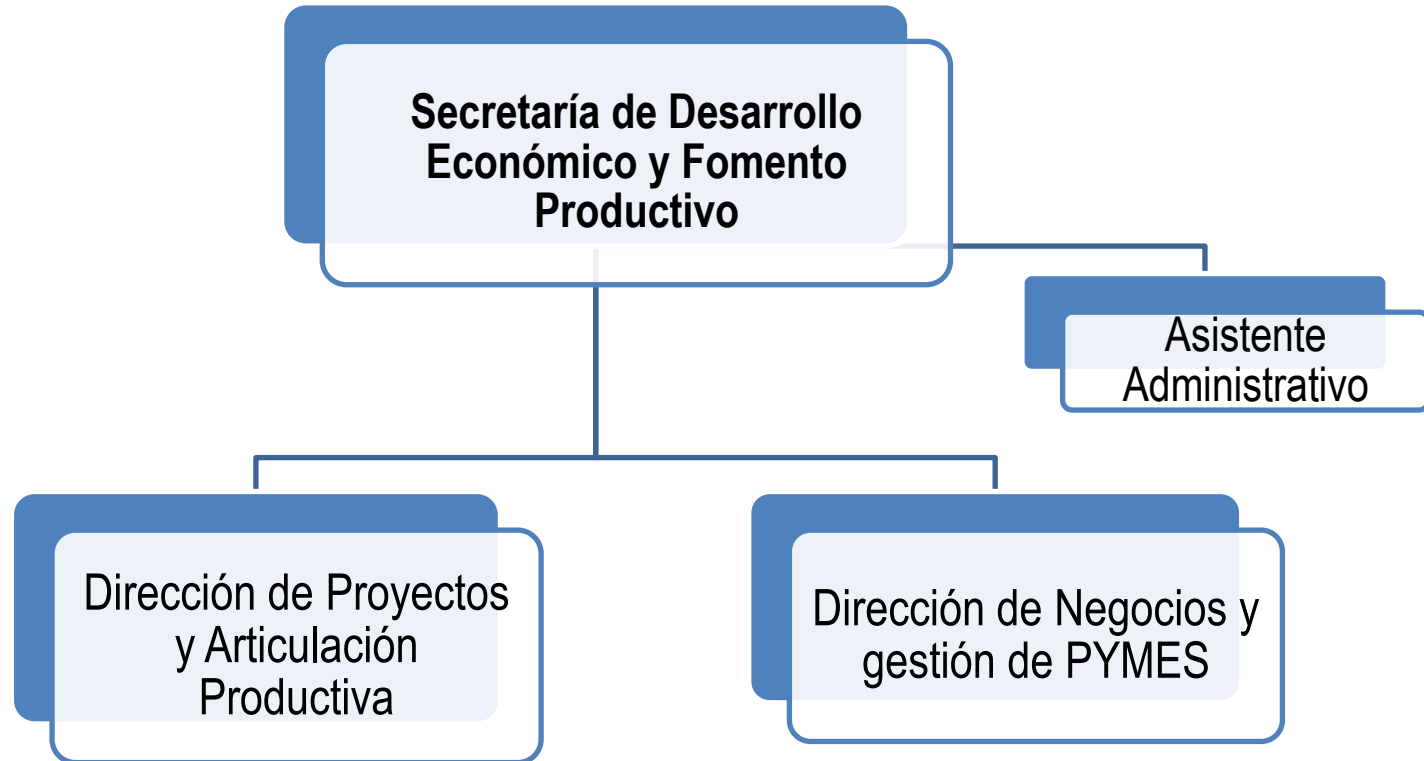 Secretaría de Desarrollo
Económico y Fomento
Productivo
Asistente
Administrativo
Dirección de Proyectos
y Articulación
Productiva
Dirección de Negocios y
gestión de PYMES